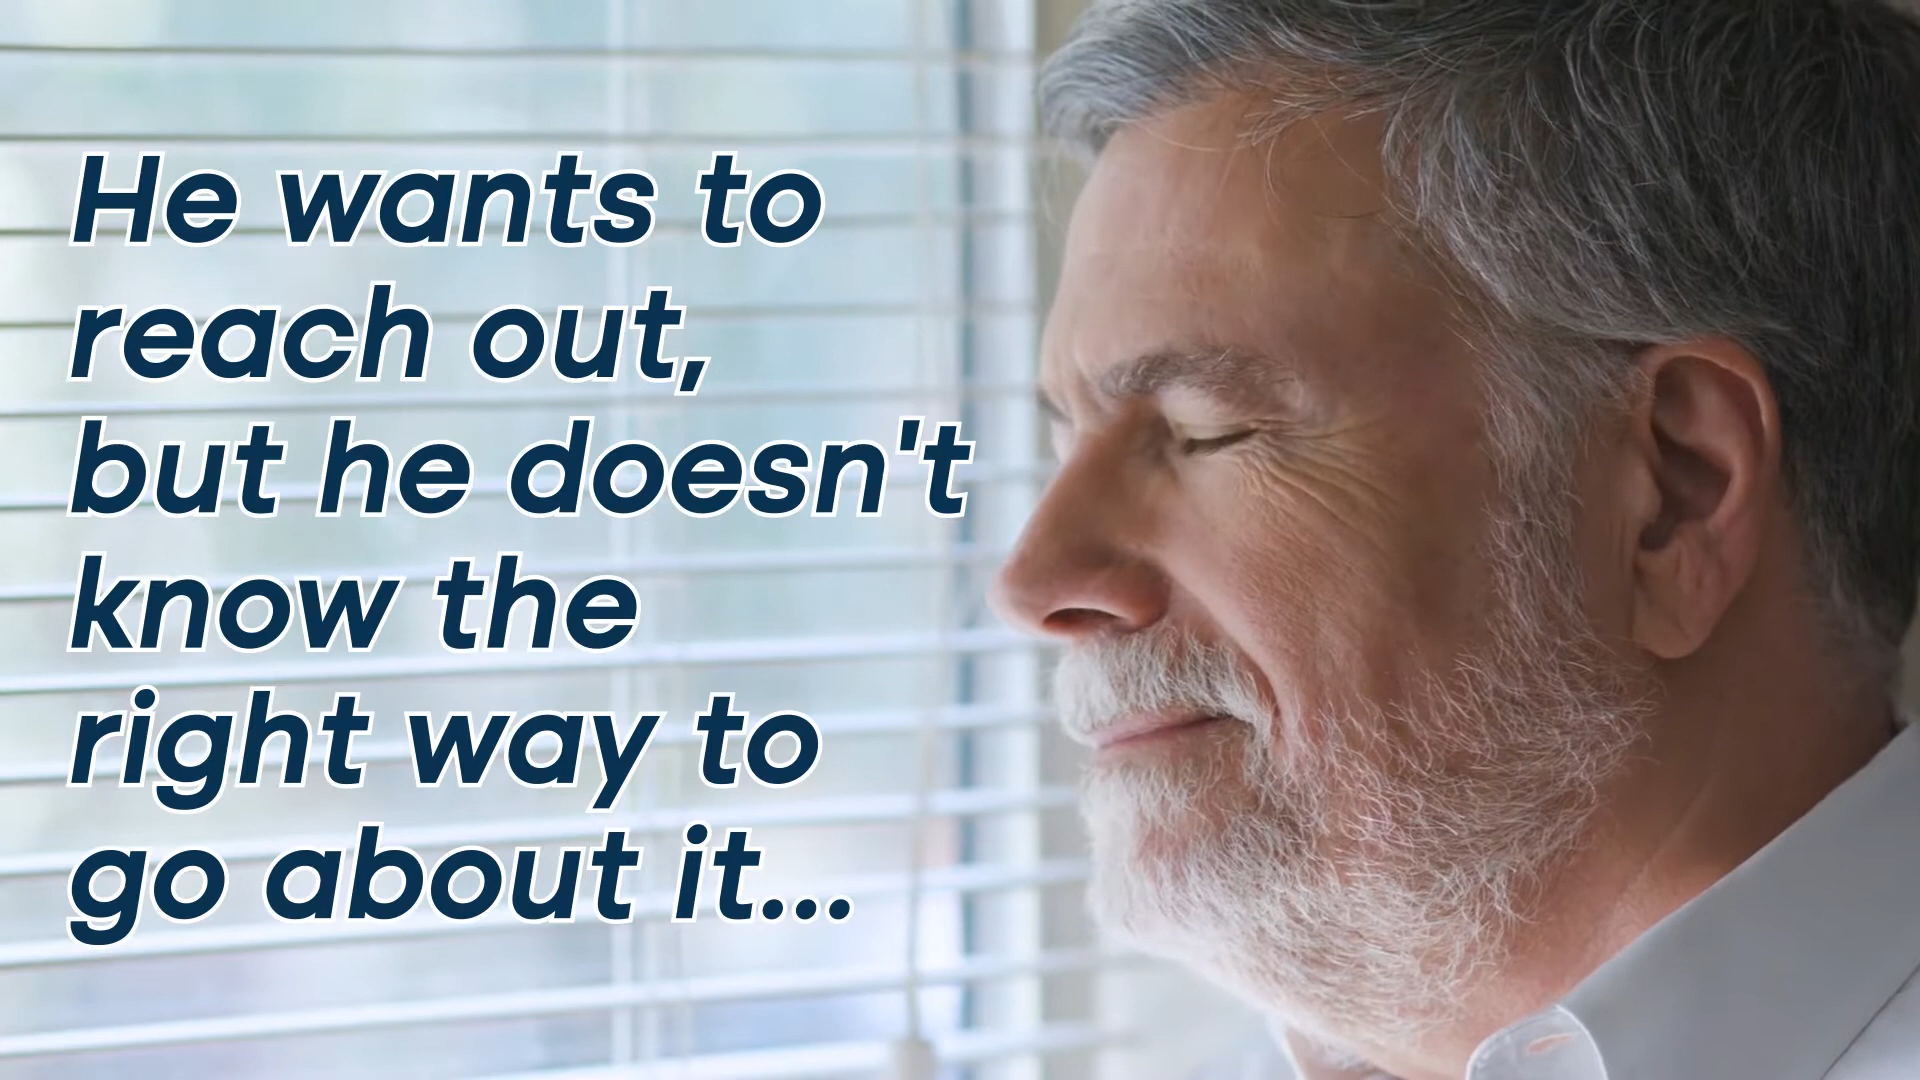 He wants to
reach out,
but he doesn't
know the
right way to
go about it...